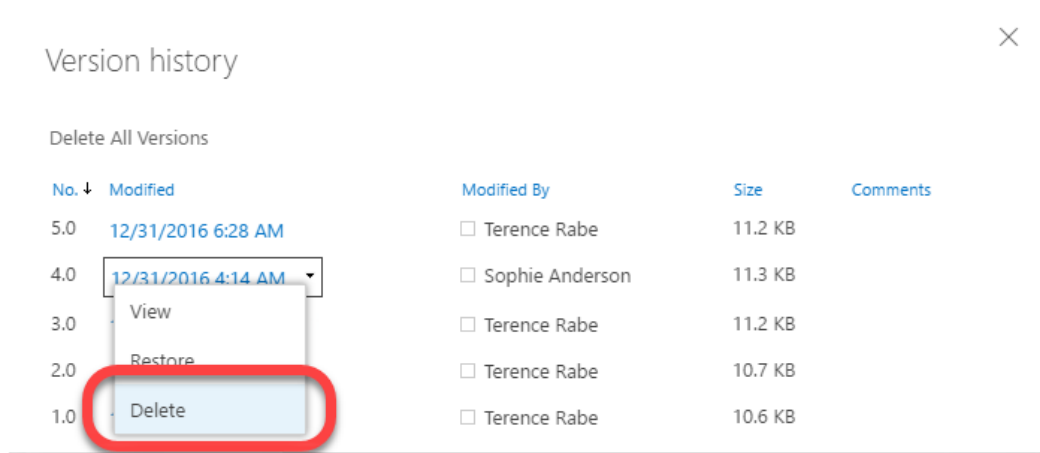 Version history
Delete All Versions
No. Modified Modified By Size Comments
5.0 12/31/2016 6:28 AM Terence Rabe 11.2 KB
4.0 12/31/2016 4:14 AM Sophie Anderson 11.3 KB
View
3.0 Terence Rabe 11.2 KB
Restore
2.0 Terence Rabe 10.7 KB
Delete
1.0 Terence Rabe 10.6 KB